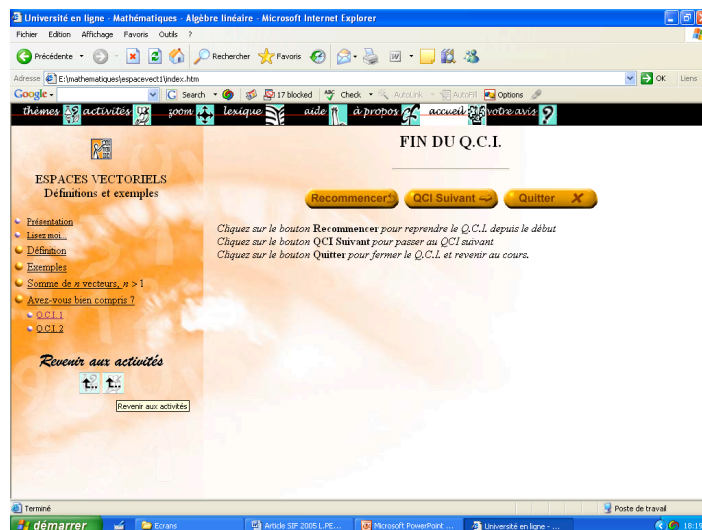 Université en ligne - Mathématiques - Algèbre linéaire - Microsoft Internet Explorer
Fichier Edition Affichage Favoris Outils ?
Précédente Rechercher Favoris
Adresse E:\mathematiques\espacevect1\index.htm OK Liens
Google Search 17 blocked Check AutoLink AutoFill Options
thèmes activités zoom lexique aide à propos accueil votre avis
ESPACES VECTORIELS
Définitions et exemples
Présentation
Lisez moi...
Définition
Exemples
Somme de n vecteurs, n > 1
Avez-vous bien compris ?
Q.C.I. 1
Q.C.I. 2
Revenir aux activités
Revenir aux activités
FIN DU Q.C.I.
Recommencer QCI Suivant Quitter
Cliquez sur le bouton Recommencer pour reprendre le Q.C.I. depuis le début
Cliquez sur le bouton QCI Suivant pour passer au QCI suivant
Cliquez sur le bouton Quitter pour fermer le Q.C.I. et revenir au cours.
Terminé Poste de travail
démarrer Ecrans Article SIF 2005 L.PE... Microsoft PowerPoint ... Université en ligne - ... 18:19